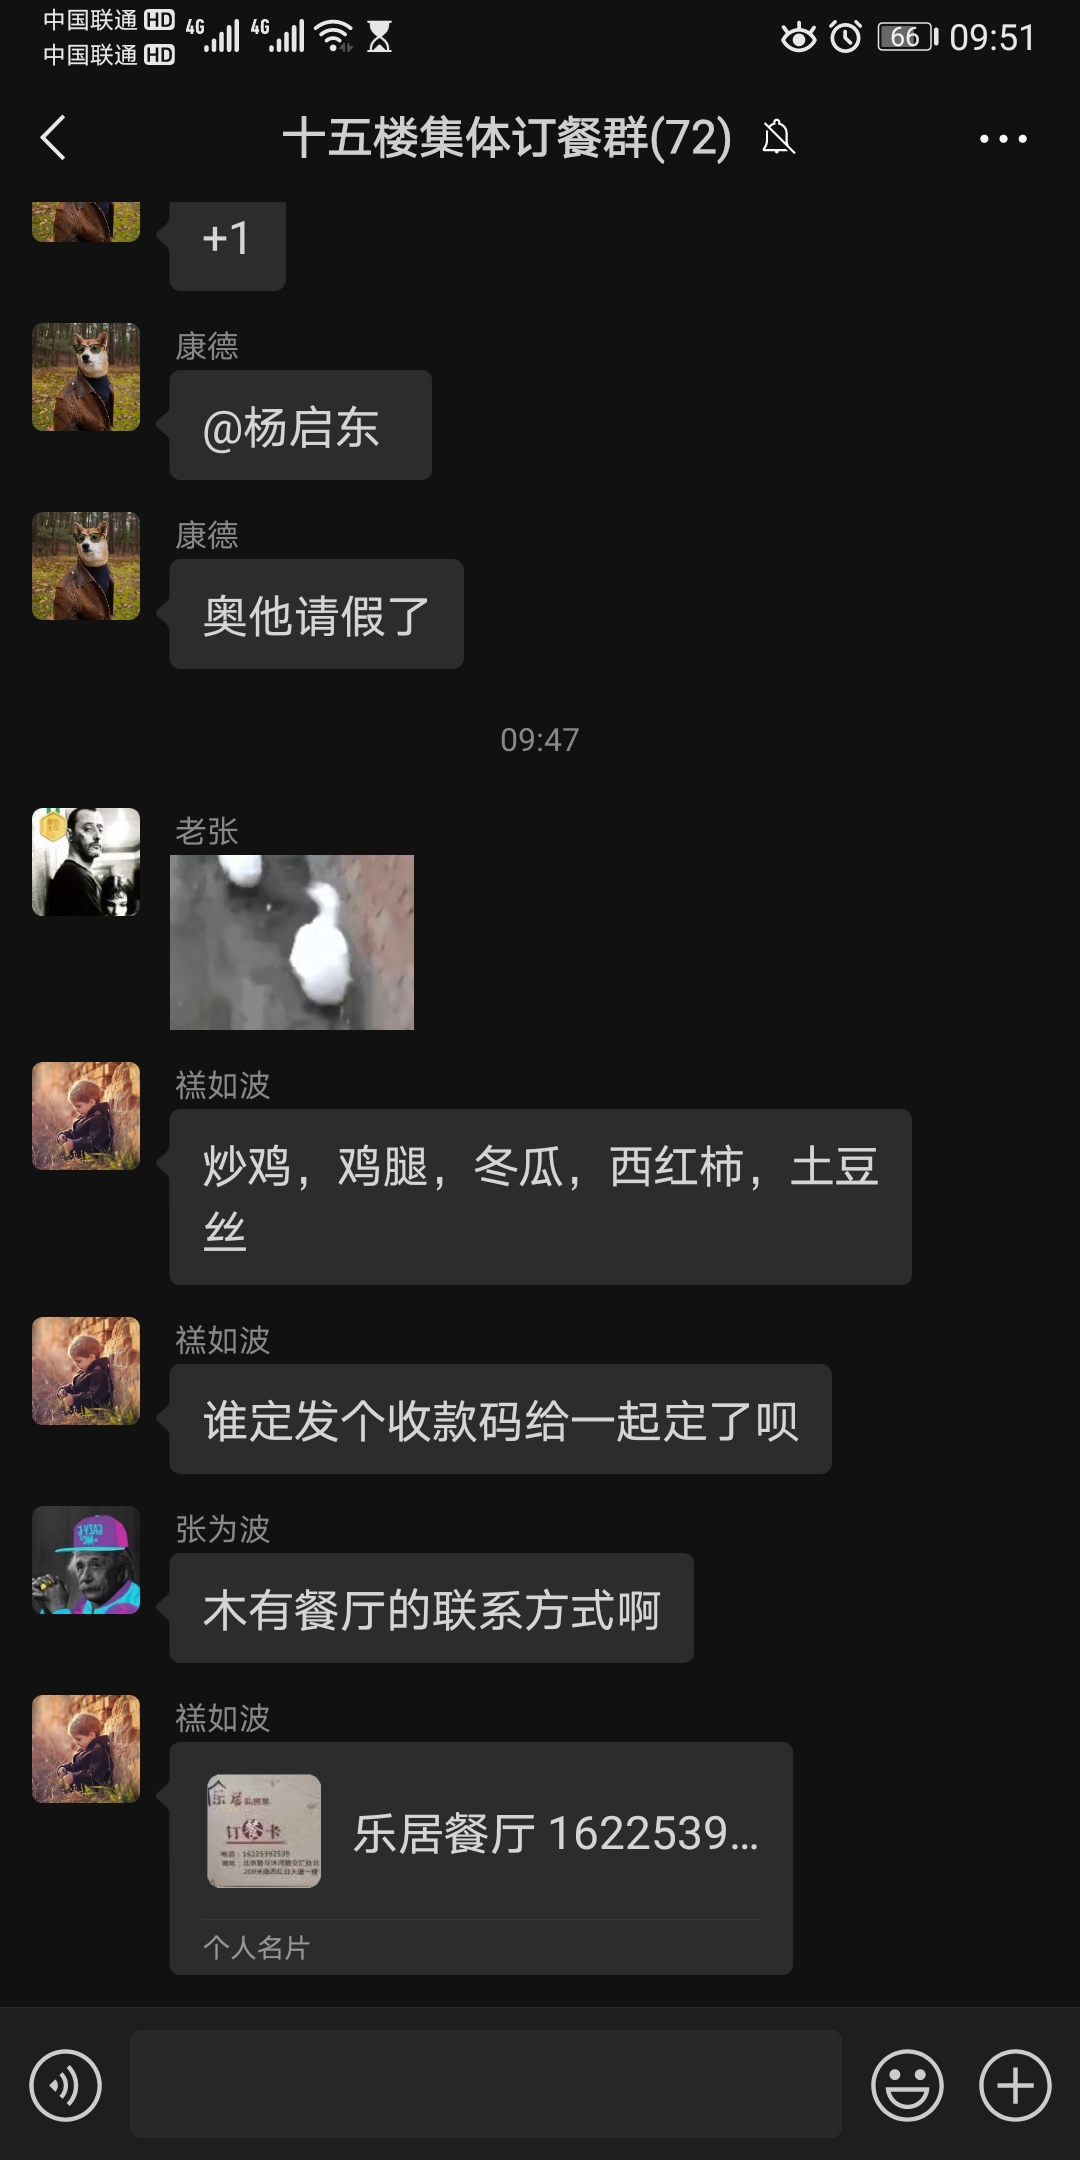 中国联通 HD 4G 4G 66 09:51
中国联通 HD
十五楼集体订餐群(72)
+1
康德
@杨启东
康德
奥他请假了
09:47
老张
禚如波
炒鸡，鸡腿，冬瓜，西红柿，土豆
丝
禚如波
谁定发个收款码给一起定了呗
张为波
木有餐厅的联系方式啊
禚如波
乐居餐厅 1622539...
订餐卡
个人名片